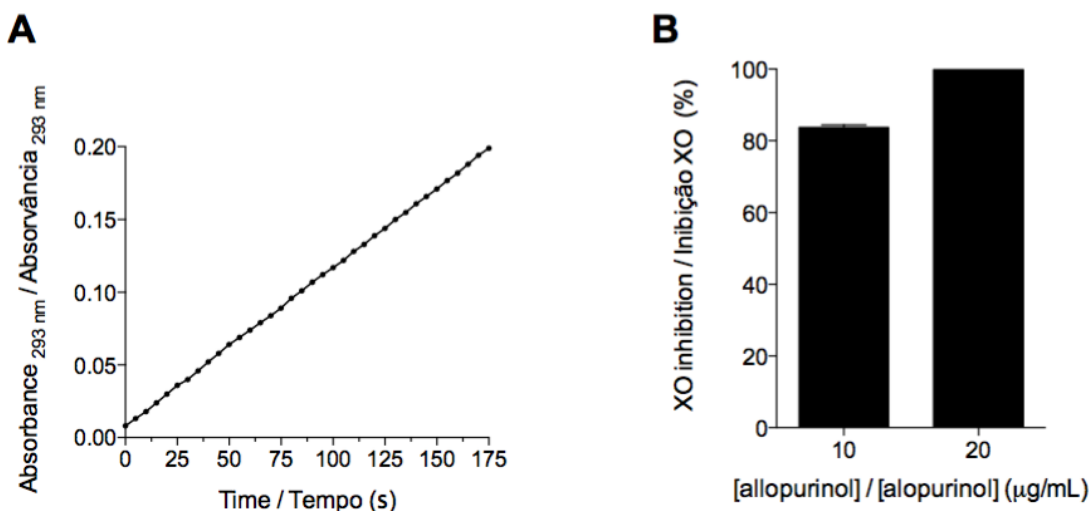 A
Absorbance 293 nm / Absorvância 293 nm
0.20
0.15
0.10
0.05
0.00
0 25 50 75 100 125 150 175
Time / Tempo (s)
B
XO inhibition / Inibição XO (%)
100
80
60
40
20
0
10 20
[allopurinol] / [alopurinol] (μg/mL)